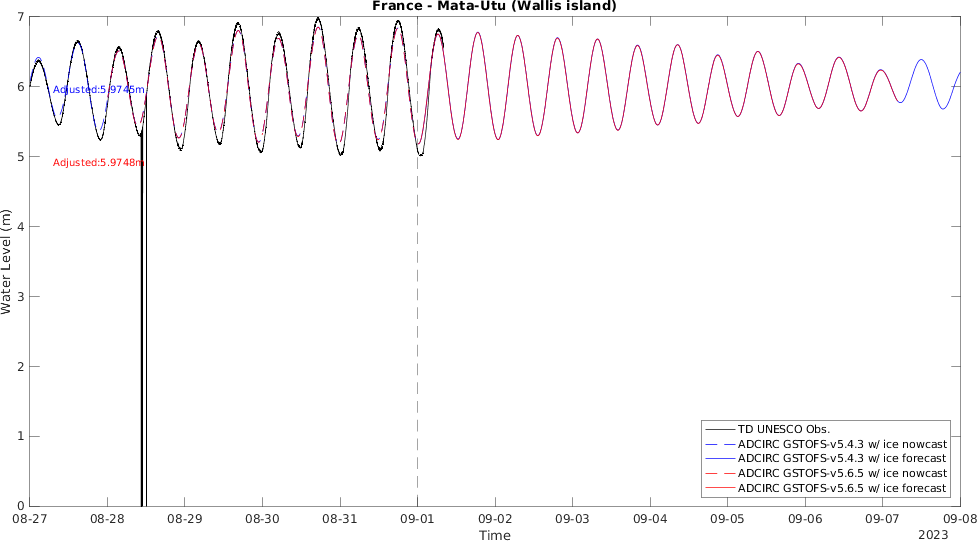 France - Mata-Utu (Wallis island)
7
6
5
4
3
2
1
0
Water Level (m)
Adjusted:5.9745m
Adjusted:5.9748m
TD UNESCO Obs.
ADCIRC GSTOFS-v5.4.3 w/ ice nowcast
ADCIRC GSTOFS-v5.4.3 w/ ice forecast
ADCIRC GSTOFS-v5.6.5 w/ ice nowcast
ADCIRC GSTOFS-v5.6.5 w/ ice forecast
08-27 08-28 08-29 08-30 08-31 09-01 09-02 09-03 09-04 09-05 09-06 09-07 09-08
Time
2023